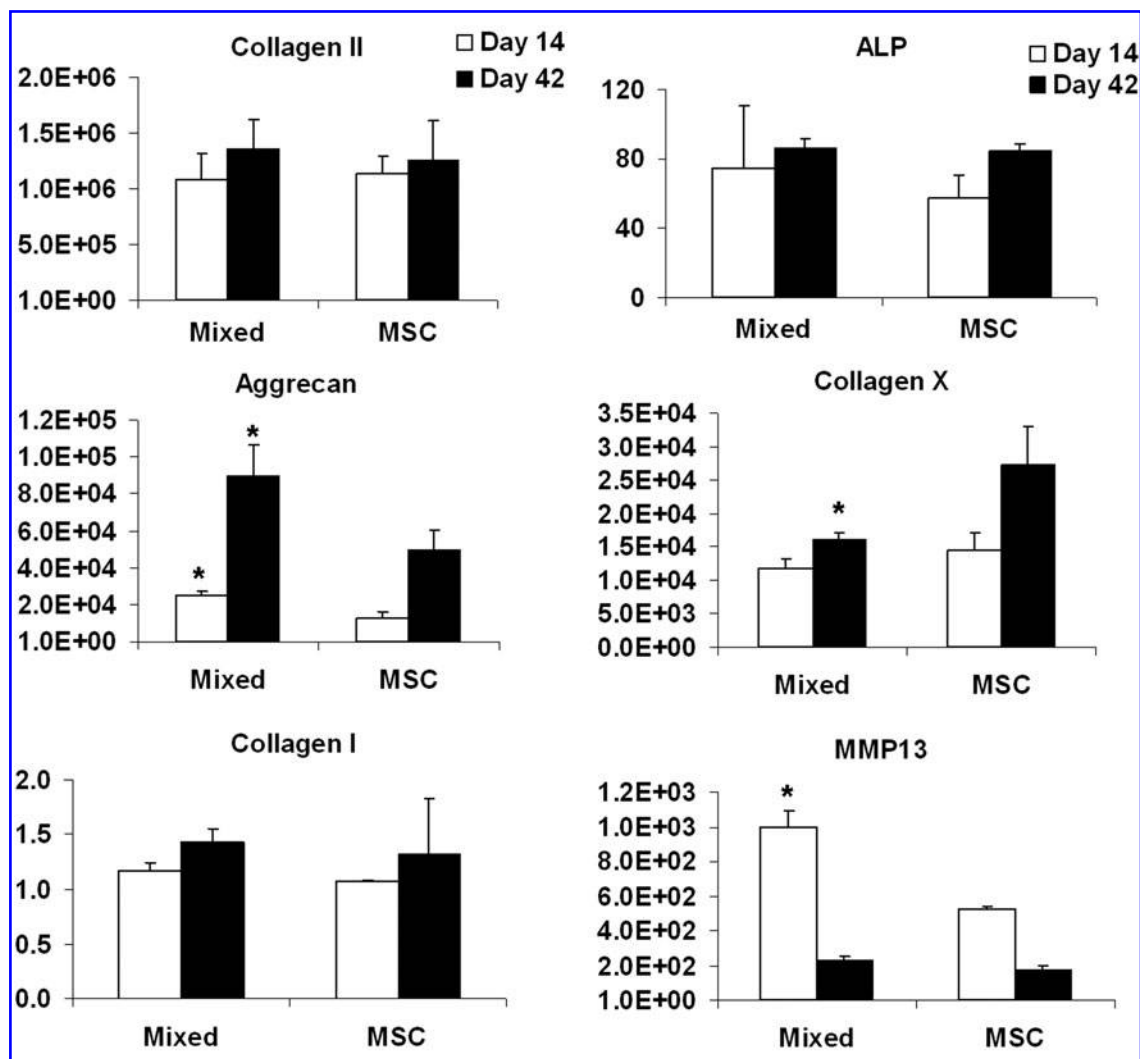 Collagen II
Day 14
Day 42
2.0E+06
1.5E+06
1.0E+06
5.0E+05
1.0E+00
Mixed MSC
ALP
Day 14
Day 42
120
80
40
0
Mixed MSC
Aggrecan
1.2E+05
1.0E+05
8.0E+04
6.0E+04
4.0E+04
2.0E+04
1.0E+00
*
*
Mixed MSC
Collagen X
3.5E+04
3.0E+04
2.5E+04
2.0E+04
1.5E+04
1.0E+04
5.0E+03
0.0E+00
*
Mixed MSC
Collagen I
2.0
1.5
1.0
0.5
0.0
Mixed MSC
MMP13
1.2E+03
1.0E+03
8.0E+02
6.0E+02
4.0E+02
2.0E+02
1.0E+00
*
Mixed MSC